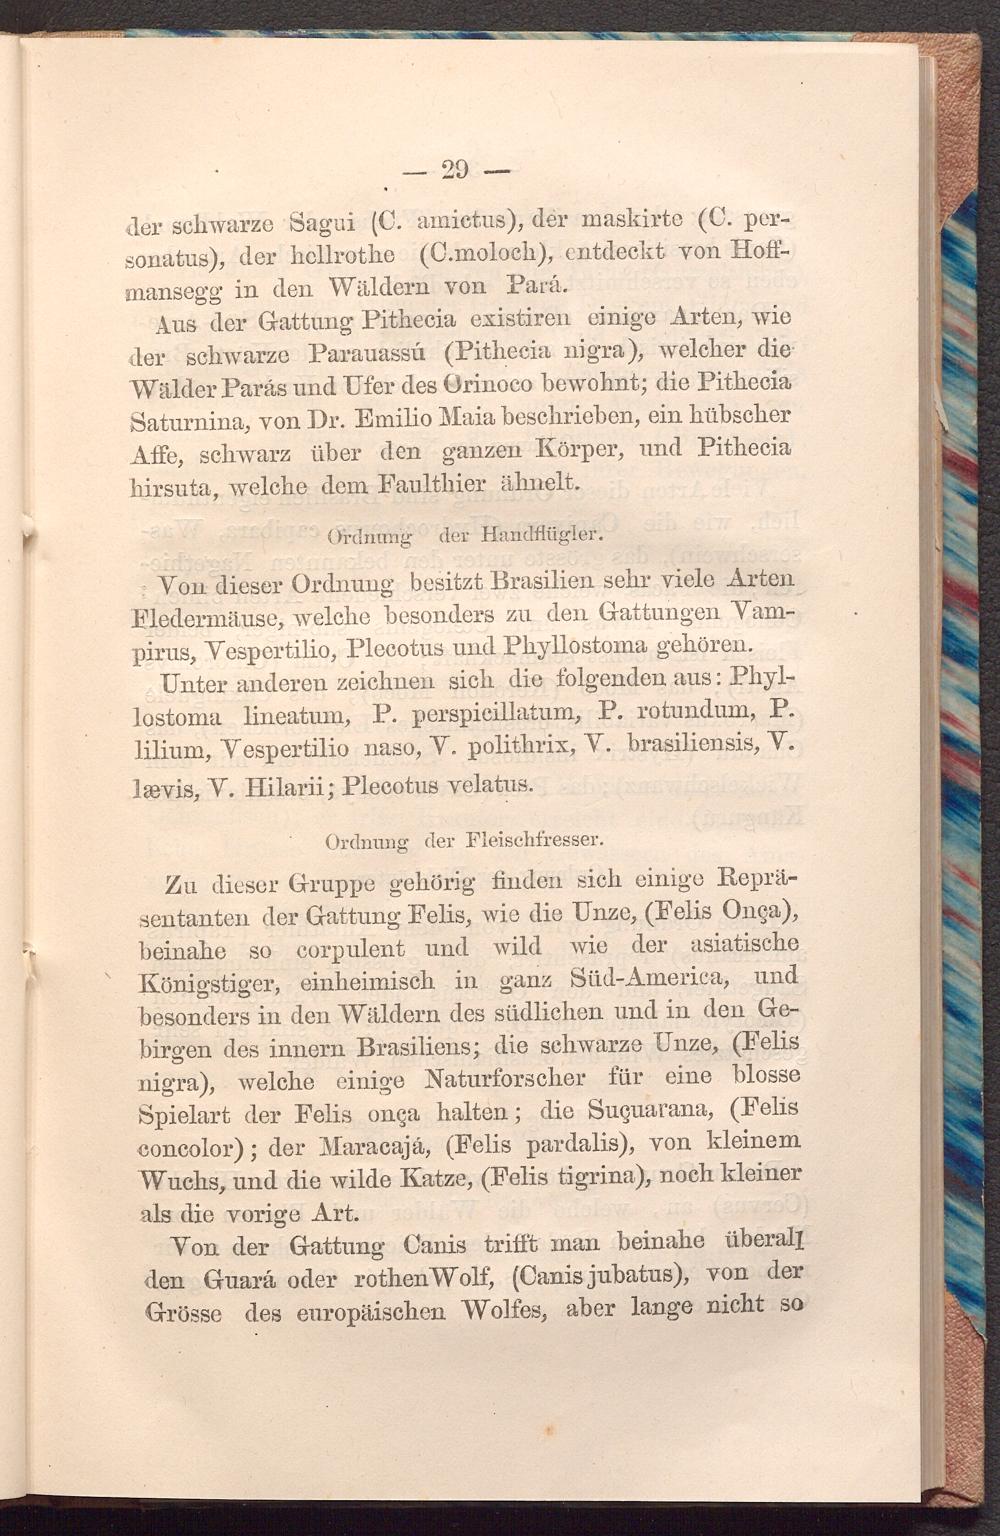 — 29 —
der schwarze Sagui (C. amictus), der maskirte (C. per-
sonatus), der hellrothe (C.moloch), entdeckt von Hoff-
mansegg in den Wäldern von Pará.
Aus der Gattung Pithecia existiren einige Arten, wie
der schwarze Parauassú (Pithecia nigra), welcher die
Wälder Parás und Ufer des Orinoco bewohnt; die Pithecia
Saturnina, von Dr. Emilio Maia beschrieben, ein hübscher
Affe, schwarz über den ganzen Körper, und Pithecia
hirsuta, welche dem Faulthier ähnelt.
Ordnung der Handflügler.
Von dieser Ordnung besitzt Brasilien sehr viele Arten
Fledermäuse, welche besonders zu den Gattungen Vam-
pirus, Vespertilio, Plecotus und Phyllostoma gehören.
Unter anderen zeichnen sich die folgenden aus: Phyl-
lostoma lineatum, P. perspicillatum, P. rotundum, P.
lilium, Vespertilio naso, V. polithrix, V. brasiliensis, V.
lævis, V. Hilarii; Plecotus velatus.
Ordnung der Fleischfresser.
Zu dieser Gruppe gehörig finden sich einige Reprä-
sentanten der Gattung Felis, wie die Unze, (Felis Onça),
beinahe so corpulent und wild wie der asiatische
Königstiger, einheimisch in ganz Süd-America, und
besonders in den Wäldern des südlichen und in den Ge-
birgen des innern Brasiliens; die schwarze Unze, (Felis
nigra), welche einige Naturforscher für eine blosse
Spielart der Felis onça halten; die Suçuarana, (Felis
concolor); der Maracajá, (Felis pardalis), von kleinem
Wuchs, und die wilde Katze, (Felis tigrina), noch kleiner
als die vorige Art.
Von der Gattung Canis trifft man beinahe überall
den Guará oder rothen Wolf, (Canis jubatus), von der
Grösse des europäischen Wolfes, aber lange nicht so